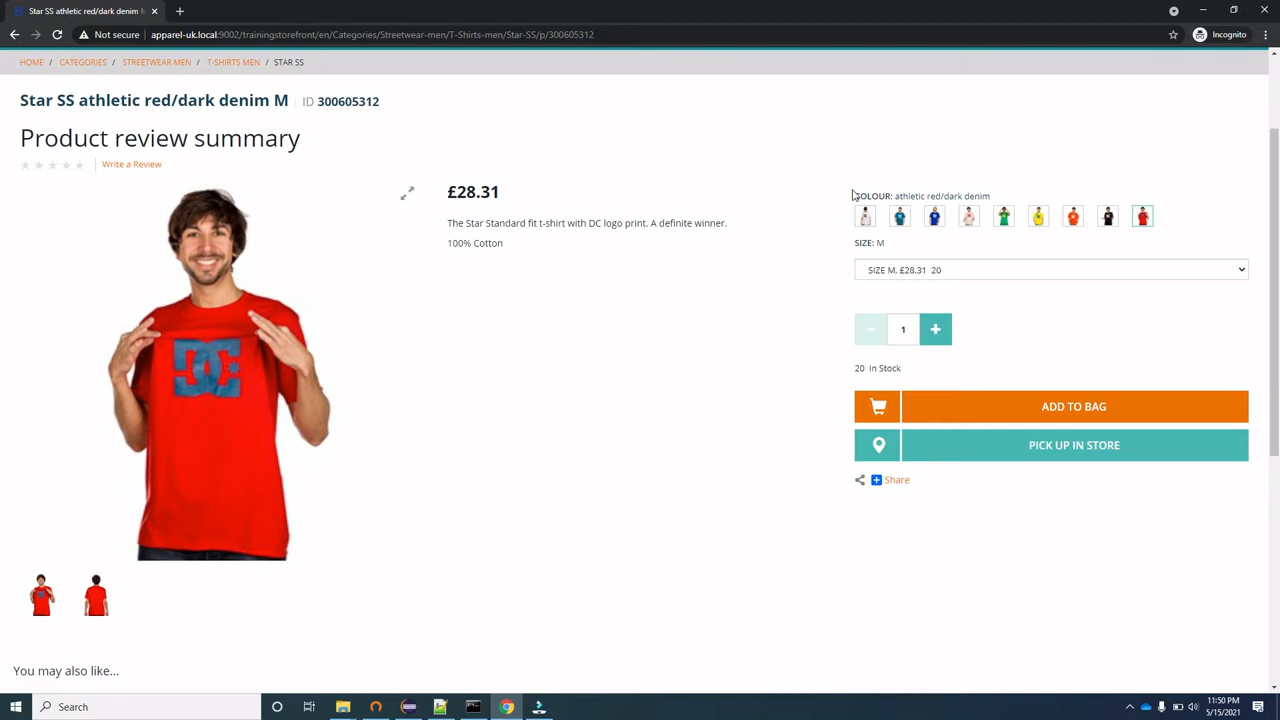 Star SS athletic red/dark denim
Not secure
apparel-uk.local:9002/trainingstorefront/en/Categories/Streetwear-men/T-Shirts-men/Star-SS/p/300605312
Incognito
HOME / CATEGORIES / STREETWEAR MEN / T-SHIRTS MEN / STAR SS
Star SS athletic red/dark denim M ID 300605312
Product review summary
Write a Review
£28.31
The Star Standard fit t-shirt with DC logo print. A definite winner.
100% Cotton
COLOUR: athletic red/dark denim
SIZE: M
SIZE M, £28.31 20
1
20 In Stock
ADD TO BAG
PICK UP IN STORE
Share
DC
You may also like...
Search
11:50 PM
5/15/2021